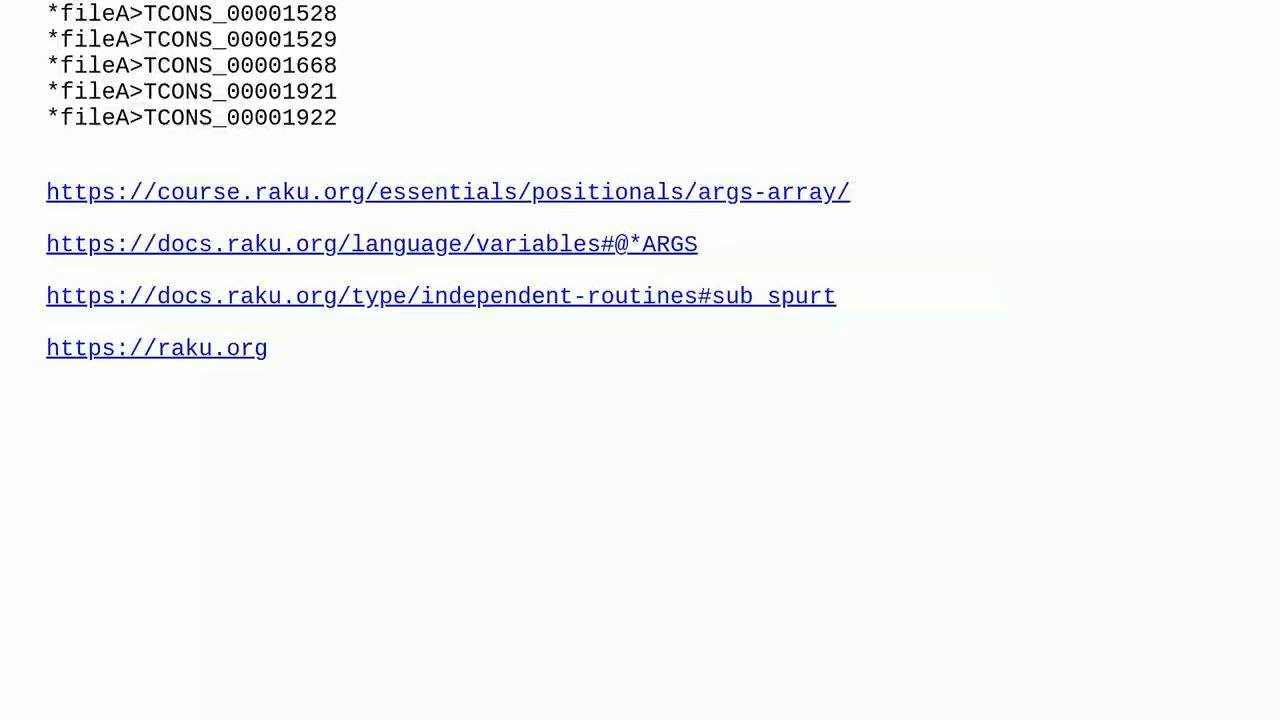 *fileA>TCONS_00001528
*fileA>TCONS_00001529
*fileA>TCONS_00001668
*fileA>TCONS_00001921
*fileA>TCONS_00001922
https://course.raku.org/essentials/positionals/args-array/
https://docs.raku.org/language/variables#@*ARGS
https://docs.raku.org/type/independent-routines#sub_spurt
https://raku.org